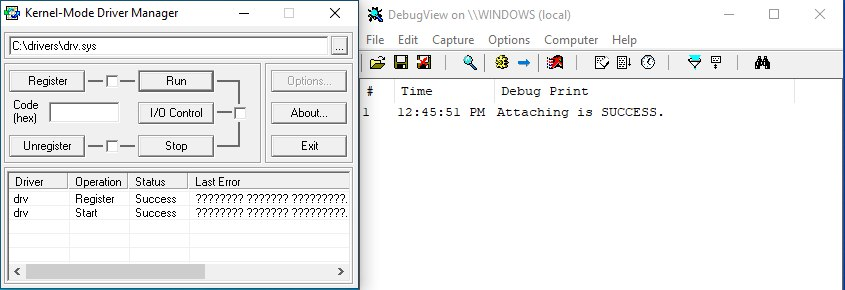 Kernel-Mode Driver Manager
C:\drivers\drv.sys
...
Register
Run
Options...
Code
(hex)
I/O Control
About...
Unregister
Stop
Exit
Driver Operation Status Last Error
drv Register Success ???????? ??????? ?????????.
drv Start Success ???????? ??????? ?????????.
DebugView on \\WINDOWS (local)
File Edit Capture Options Computer Help
# Time Debug Print
1 12:45:51 PM Attaching is SUCCESS.